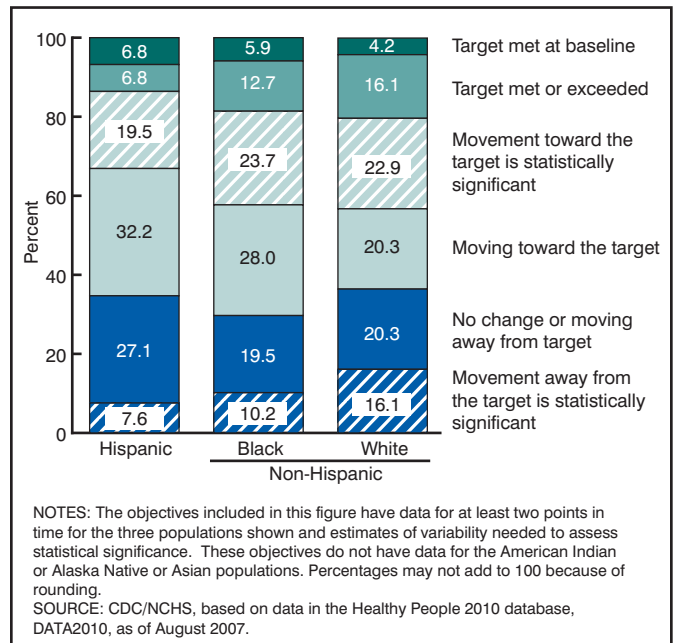 100
80
60
40
20
0
Percent
6.8
6.8
19.5
32.2
27.1
7.6
5.9
12.7
23.7
28.0
19.5
10.2
4.2
16.1
22.9
20.3
20.3
16.1
Target met at baseline
Target met or exceeded
Movement toward the
target is statistically
significant
Moving toward the target
No change or moving
away from target
Movement away from
the target is statistically
significant
Hispanic
Black
White
Non-Hispanic
NOTES: The objectives included in this figure have data for at least two points in
time for the three populations shown and estimates of variability needed to assess
statistical significance.  These objectives do not have data for the American Indian
or Alaska Native or Asian populations. Percentages may not add to 100 because of
rounding.
SOURCE: CDC/NCHS, based on data in the Healthy People 2010 database,
DATA2010, as of August 2007.